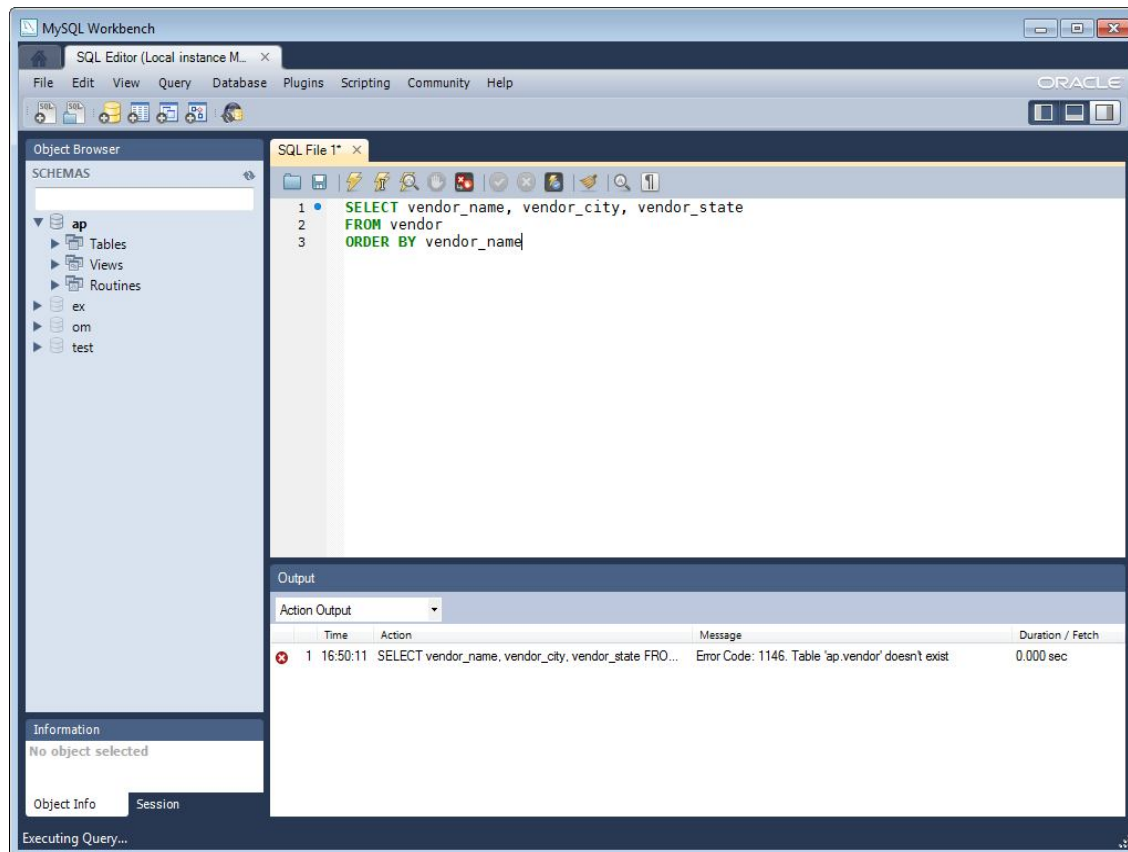 MySQL Workbench
SQL Editor (Local instance M...
File Edit View Query Database Plugins Scripting Community Help
ORACLE
Object Browser
SCHEMAS
ap
Tables
Views
Routines
ex
om
test
SQL File 1*
1 SELECT vendor_name, vendor_city, vendor_state
2 FROM vendor
3 ORDER BY vendor_name
Output
Action Output
Time Action Message Duration / Fetch
1 16:50:11 SELECT vendor_name, vendor_city, vendor_state FRO... Error Code: 1146. Table 'ap.vendor' doesn't exist 0.000 sec
Information
No object selected
Object Info Session
Executing Query...